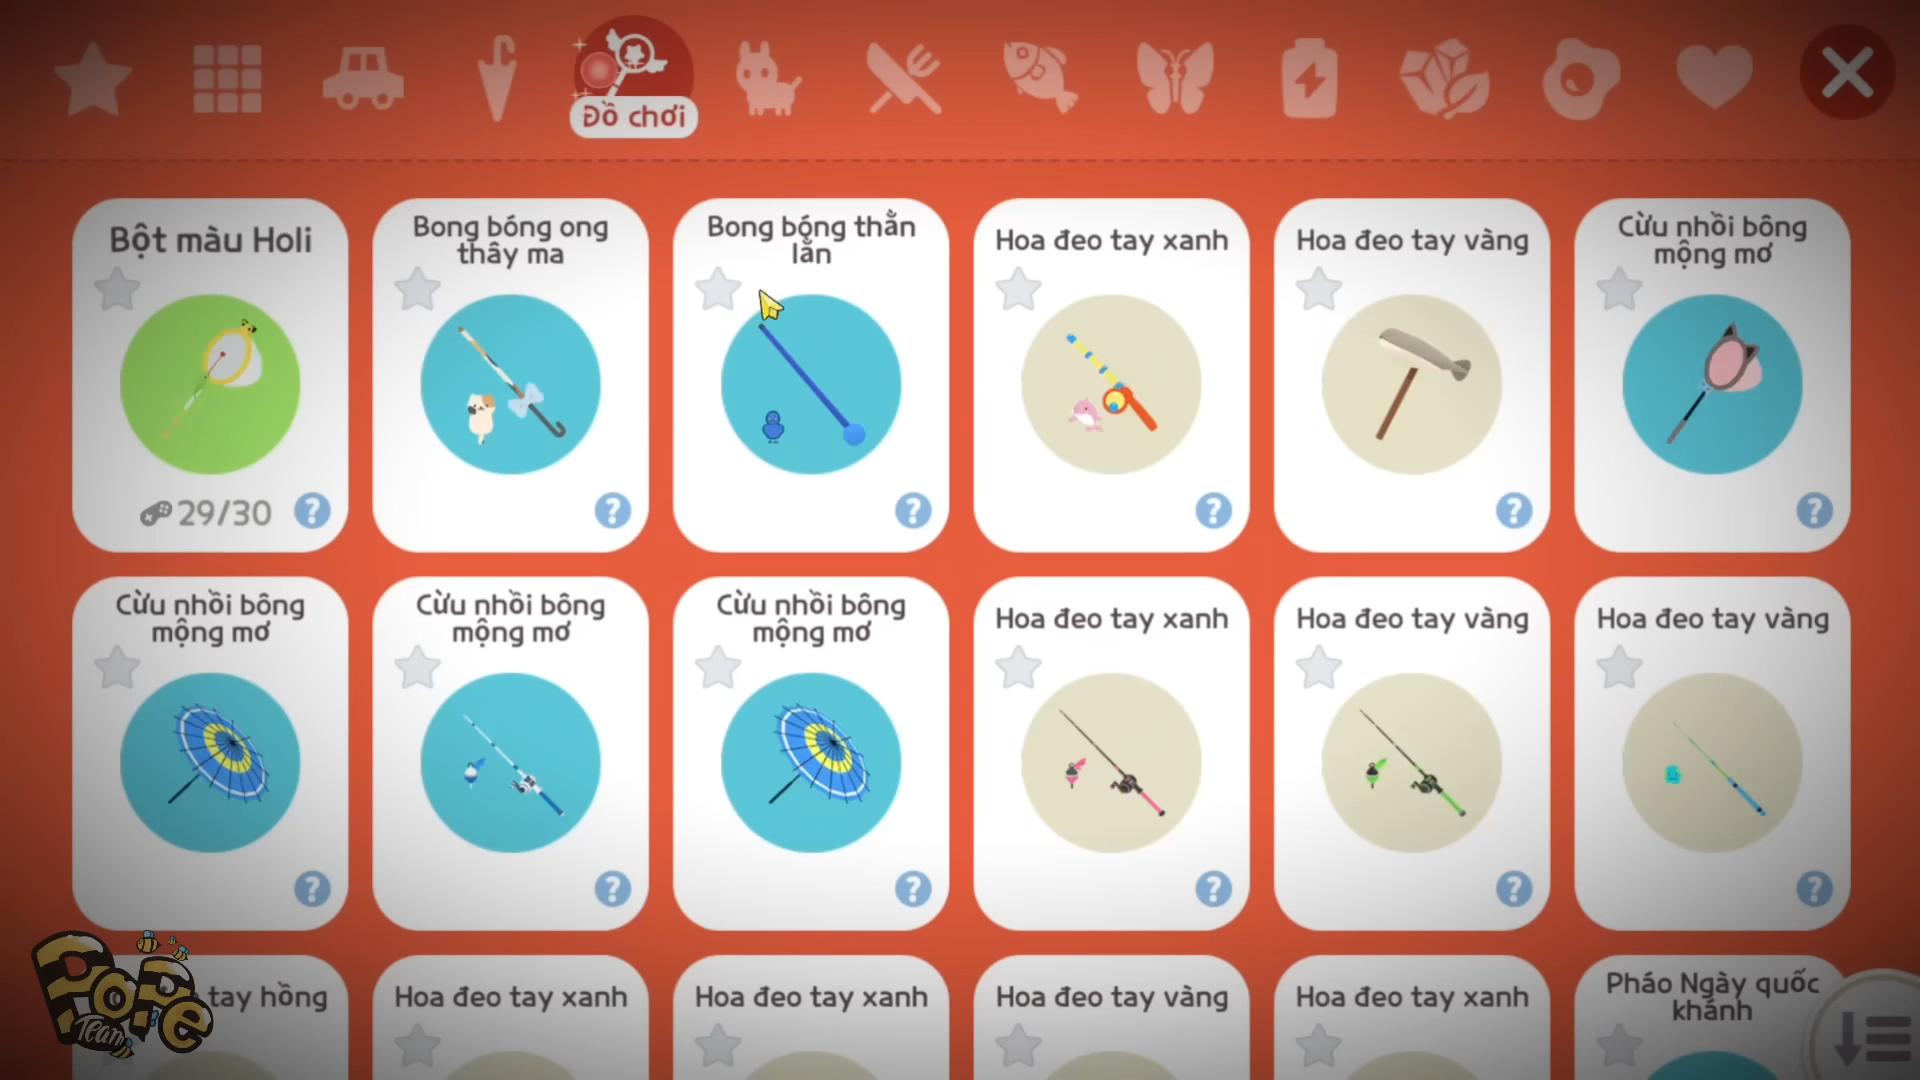 Đồ chơi
Bột màu Holi
29/30
?
Bong bóng ong
thây ma
?
Bong bóng thằn
lằn
?
Hoa đeo tay xanh
?
Hoa đeo tay vàng
?
Cừu nhồi bông
mộng mơ
?
Cừu nhồi bông
mộng mơ
?
Cừu nhồi bông
mộng mơ
?
Cừu nhồi bông
mộng mơ
?
Hoa đeo tay xanh
?
Hoa đeo tay vàng
?
Hoa đeo tay vàng
?
tay hồng
Hoa đeo tay xanh
Hoa đeo tay xanh
Hoa đeo tay vàng
Hoa đeo tay xanh
Pháo Ngày quốc
khánh
PoPe
Team